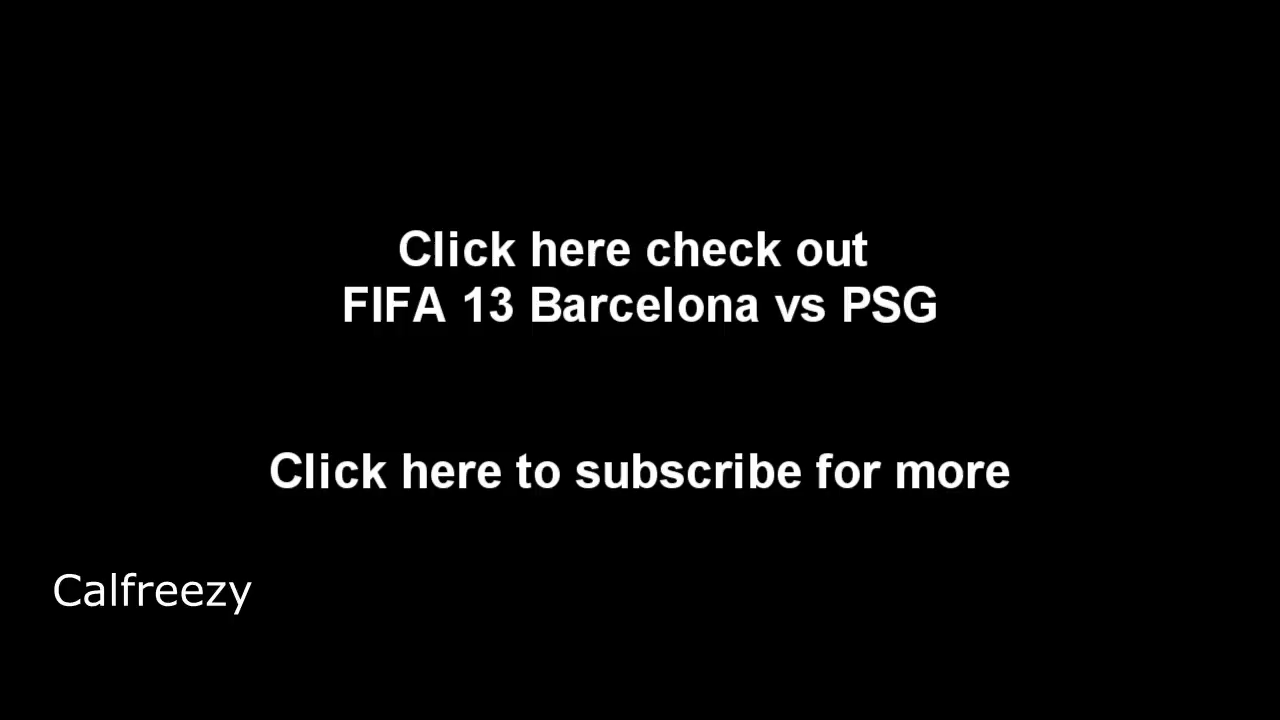 Click here check out
FIFA 13 Barcelona vs PSG
Click here to subscribe for more
Calfreezy